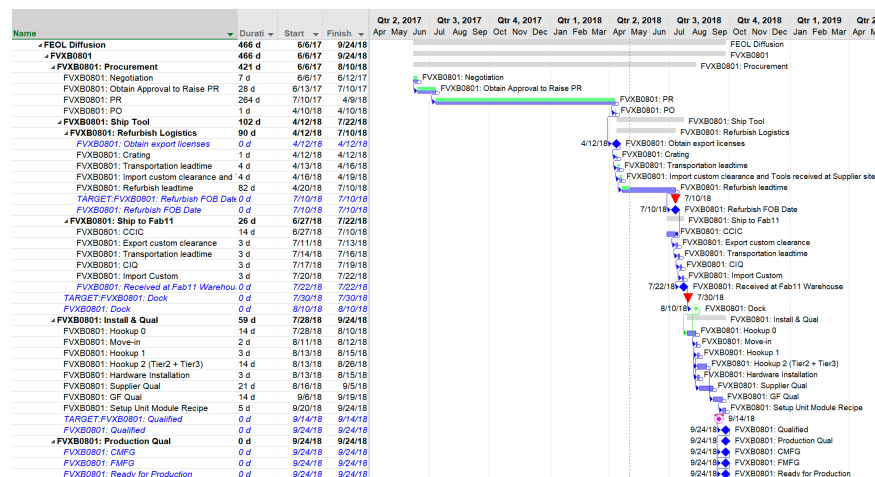 Qtr 2, 2017 Qtr 3, 2017 Qtr 4, 2017 Qtr 1, 2018 Qtr 2, 2018 Qtr 3, 2018 Qtr 4, 2018 Qtr 1, 2019 Qtr 2
Name Durati Start Finish Apr May Jun Jul Aug Sep Oct Nov Dec Jan Feb Mar Apr May Jun Jul Aug Sep Oct Nov Dec Jan Feb Mar Apr M
FEOL Diffusion 466 d 6/6/17 9/24/18 FEOL Diffusion
FVXB0801 466 d 6/6/17 9/24/18 FVXB0801
FVXB0801: Procurement 421 d 6/6/17 8/10/18 FVXB0801: Procurement
FVXB0801: Negotiation 7 d 6/6/17 6/12/17 FVXB0801: Negotiation
FVXB0801: Obtain Approval to Raise PR 28 d 6/13/17 7/10/17 FVXB0801: Obtain Approval to Raise PR
FVXB0801: PR 264 d 7/10/17 4/9/18 FVXB0801: PR
FVXB0801: PO 1 d 4/10/18 4/10/18 FVXB0801: PO
FVXB0801: Ship Tool 102 d 4/12/18 7/22/18 FVXB0801: Ship Tool
FVXB0801: Refurbish Logistics 90 d 4/12/18 7/10/18 FVXB0801: Refurbish Logistics
FVXB0801: Obtain export licenses 0 d 4/12/18 4/12/18 4/12/18 FVXB0801: Obtain export licenses
FVXB0801: Crating 1 d 4/12/18 4/12/18 FVXB0801: Crating
FVXB0801: Transportation leadtime 4 d 4/13/18 4/16/18 FVXB0801: Transportation leadtime
FVXB0801: Import custom clearance and 4 d 4/16/18 4/19/18 FVXB0801: Import custom clearance and Tools received at Supplier site
FVXB0801: Refurbish leadtime 82 d 4/20/18 7/10/18 FVXB0801: Refurbish leadtime
TARGET:FVXB0801: Refurbish FOB Date 0 d 7/10/18 7/10/18 7/10/18
FVXB0801: Refurbish FOB Date 0 d 7/10/18 7/10/18 7/10/18 FVXB0801: Refurbish FOB Date
FVXB0801: Ship to Fab11 26 d 6/27/18 7/22/18 FVXB0801: Ship to Fab11
FVXB0801: CCIC 14 d 6/27/18 7/10/18 FVXB0801: CCIC
FVXB0801: Export custom clearance 3 d 7/11/18 7/13/18 FVXB0801: Export custom clearance
FVXB0801: Transportation leadtime 3 d 7/14/18 7/16/18 FVXB0801: Transportation leadtime
FVXB0801: CIQ 3 d 7/17/18 7/19/18 FVXB0801: CIQ
FVXB0801: Import Custom 3 d 7/20/18 7/22/18 FVXB0801: Import Custom
FVXB0801: Received at Fab11 Warehou 0 d 7/22/18 7/22/18 7/22/18 FVXB0801: Received at Fab11 Warehouse
TARGET:FVXB0801: Dock 0 d 7/30/18 7/30/18 7/30/18
FVXB0801: Dock 0 d 8/10/18 8/10/18 8/10/18 FVXB0801: Dock
FVXB0801: Install & Qual 59 d 7/28/18 9/24/18 FVXB0801: Install & Qual
FVXB0801: Hookup 0 14 d 7/28/18 8/10/18 FVXB0801: Hookup 0
FVXB0801: Move-in 2 d 8/11/18 8/12/18 FVXB0801: Move-in
FVXB0801: Hookup 1 3 d 8/13/18 8/15/18 FVXB0801: Hookup 1
FVXB0801: Hookup 2 (Tier2 + Tier3) 14 d 8/13/18 8/26/18 FVXB0801: Hookup 2 (Tier2 + Tier3)
FVXB0801: Hardware Installation 3 d 8/13/18 8/15/18 FVXB0801: Hardware Installation
FVXB0801: Supplier Qual 21 d 8/16/18 9/5/18 FVXB0801: Supplier Qual
FVXB0801: GF Qual 14 d 9/6/18 9/19/18 FVXB0801: GF Qual
FVXB0801: Setup Unit Module Recipe 5 d 9/20/18 9/24/18 FVXB0801: Setup Unit Module Recipe
TARGET:FVXB0801: Qualified 0 d 9/14/18 9/14/18 9/14/18
FVXB0801: Qualified 0 d 9/24/18 9/24/18 9/24/18 FVXB0801: Qualified
FVXB0801: Production Qual 0 d 9/24/18 9/24/18 9/24/18 FVXB0801: Production Qual
FVXB0801: CMFG 0 d 9/24/18 9/24/18 9/24/18 FVXB0801: CMFG
FVXB0801: FMFG 0 d 9/24/18 9/24/18 9/24/18 FVXB0801: FMFG
FVXB0801: Ready for Production 0 d 9/24/18 9/24/18 9/24/18 FVXB0801: Ready for Production